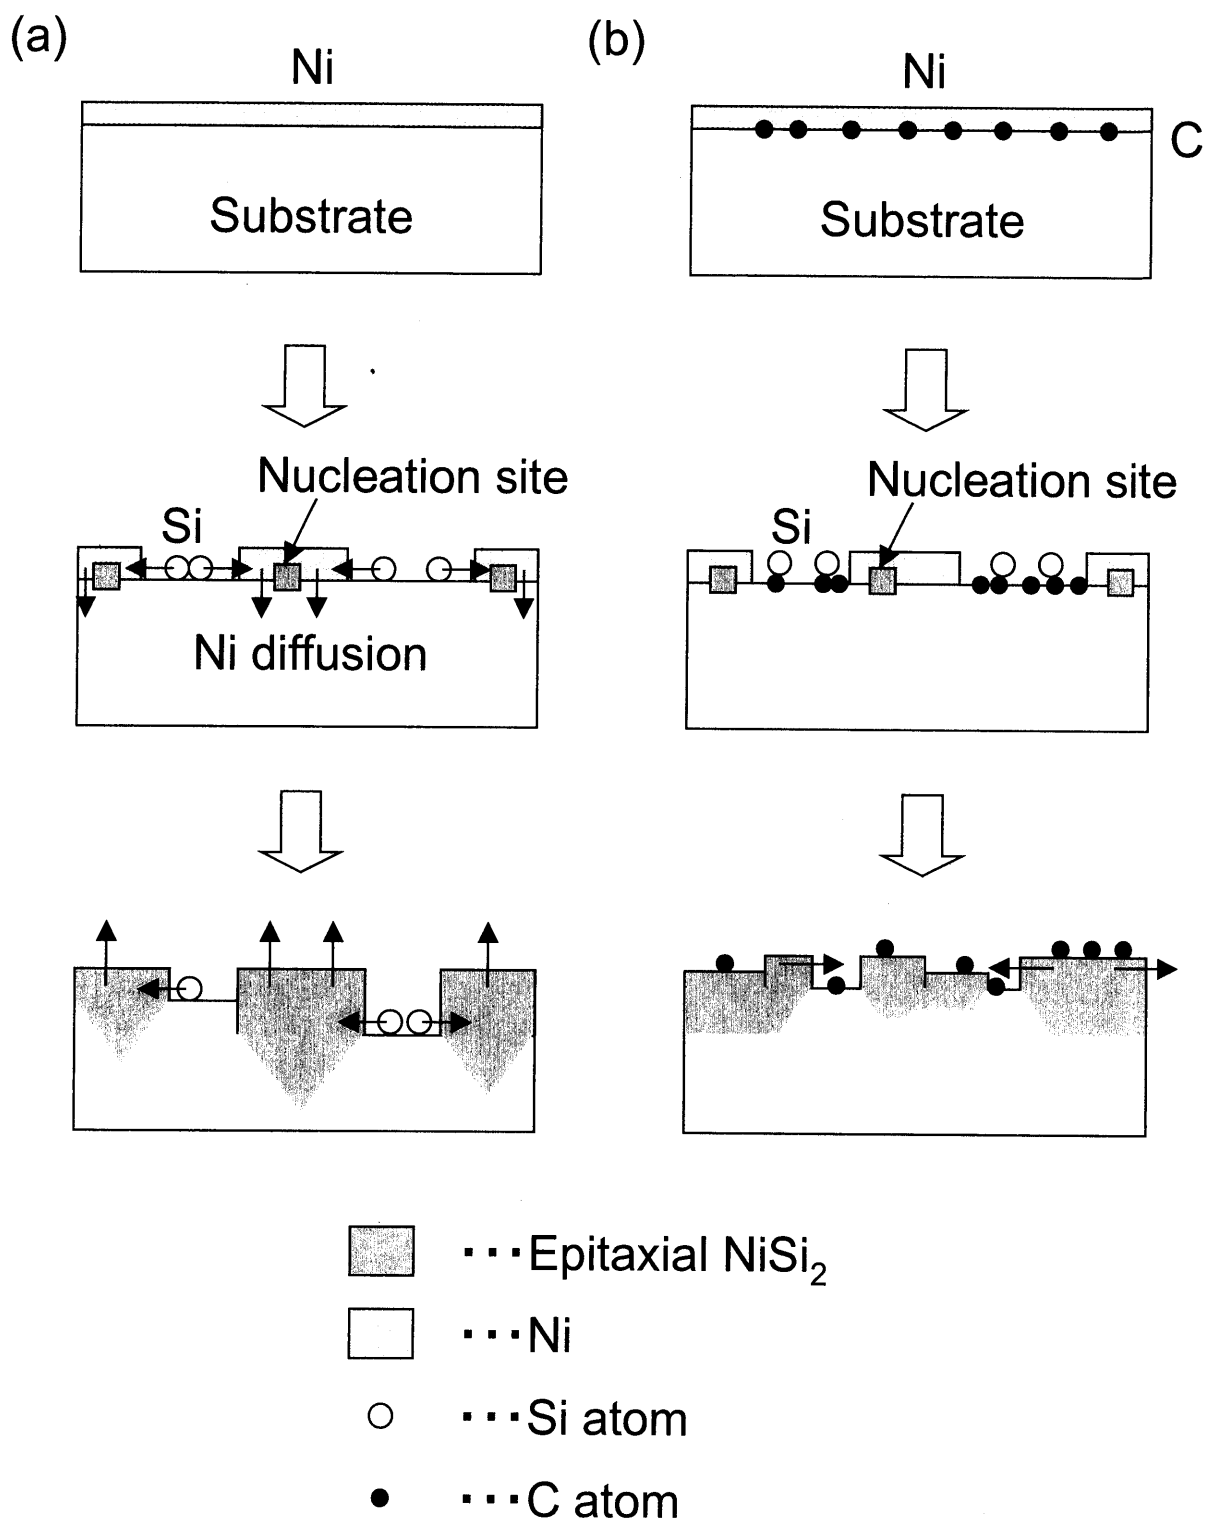 (a)
Ni
Substrate
Nucleation site
Si
Ni diffusion
(b)
Ni
C
Substrate
Nucleation site
Si
···Epitaxial NiSi₂
···Ni
···Si atom
···C atom